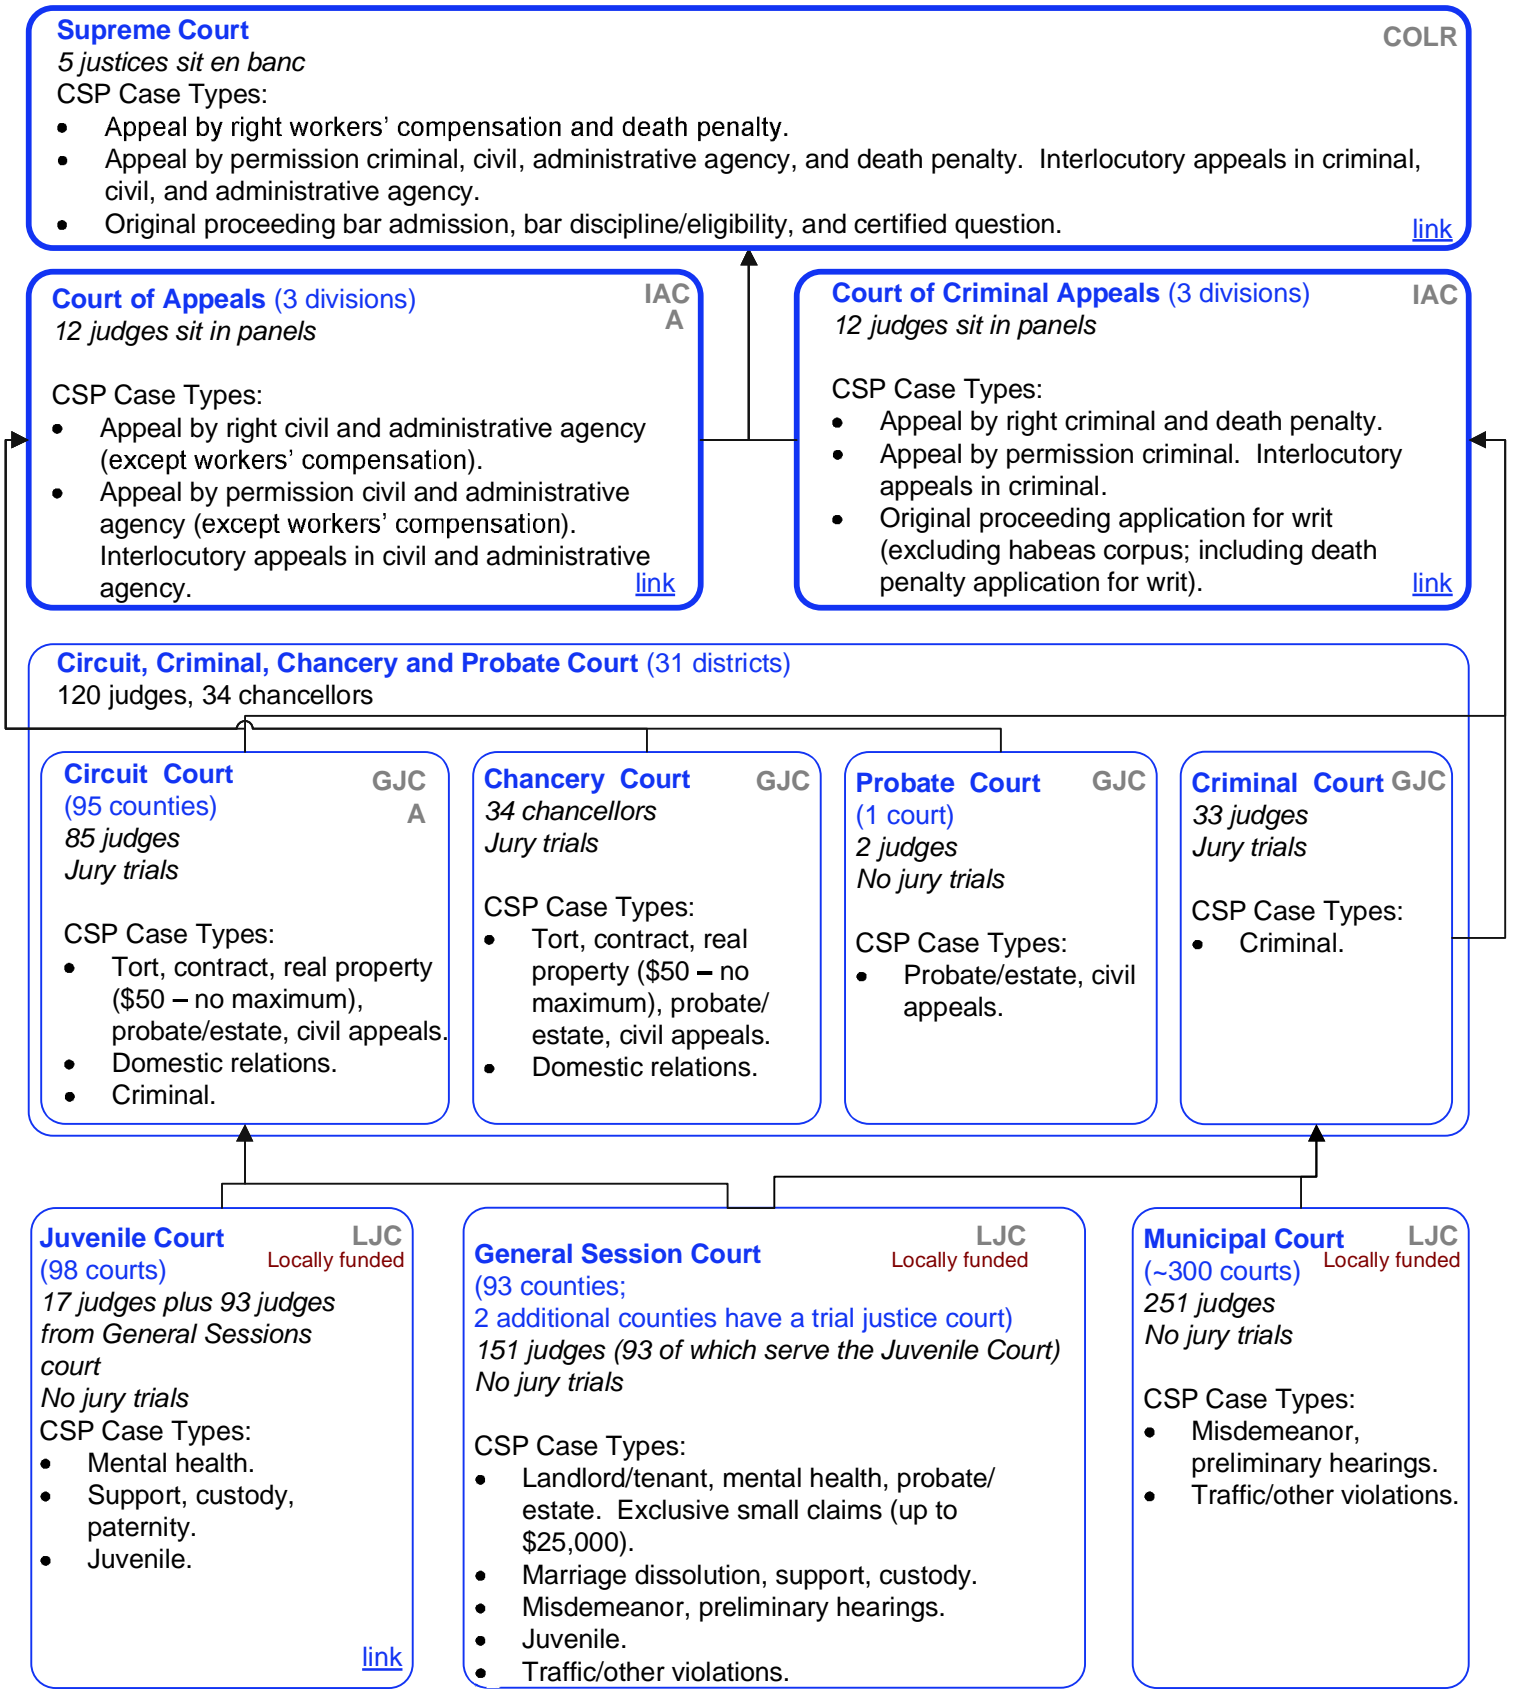 Supreme Court
COLR
5 justices sit en banc
CSP Case Types:
• Appeal by right workers’ compensation and death penalty.
• Appeal by permission criminal, civil, administrative agency, and death penalty.  Interlocutory appeals in criminal,
civil, and administrative agency.
• Original proceeding bar admission, bar discipline/eligibility, and certified question.
link
Court of Appeals (3 divisions)
IAC
A
12 judges sit in panels
CSP Case Types:
• Appeal by right civil and administrative agency
(except workers’ compensation).
• Appeal by permission civil and administrative
agency (except workers’ compensation).
Interlocutory appeals in civil and administrative
agency.
link
Court of Criminal Appeals (3 divisions)
IAC
12 judges sit in panels
CSP Case Types:
• Appeal by right criminal and death penalty.
• Appeal by permission criminal.  Interlocutory
appeals in criminal.
• Original proceeding application for writ
(excluding habeas corpus; including death
penalty application for writ).
link
Circuit, Criminal, Chancery and Probate Court (31 districts)
120 judges, 34 chancellors
Circuit Court
GJC
A
(95 counties)
85 judges
Jury trials
CSP Case Types:
• Tort, contract, real property
($50 – no maximum),
probate/estate, civil appeals.
• Domestic relations.
• Criminal.
Chancery Court
GJC
34 chancellors
Jury trials
CSP Case Types:
• Tort, contract, real
property ($50 – no
maximum), probate/
estate, civil appeals.
• Domestic relations.
Probate Court
GJC
(1 court)
2 judges
No jury trials
CSP Case Types:
• Probate/estate, civil
appeals.
Criminal Court
GJC
33 judges
Jury trials
CSP Case Types:
• Criminal.
Juvenile Court
LJC
Locally funded
(98 courts)
17 judges plus 93 judges
from General Sessions
court
No jury trials
CSP Case Types:
• Mental health.
• Support, custody,
paternity.
• Juvenile.
link
General Session Court
LJC
Locally funded
(93 counties;
2 additional counties have a trial justice court)
151 judges (93 of which serve the Juvenile Court)
No jury trials
CSP Case Types:
• Landlord/tenant, mental health, probate/
estate.  Exclusive small claims (up to
$25,000).
• Marriage dissolution, support, custody.
• Misdemeanor, preliminary hearings.
• Juvenile.
• Traffic/other violations.
Municipal Court
LJC
Locally funded
(~300 courts)
251 judges
No jury trials
CSP Case Types:
• Misdemeanor,
preliminary hearings.
• Traffic/other violations.